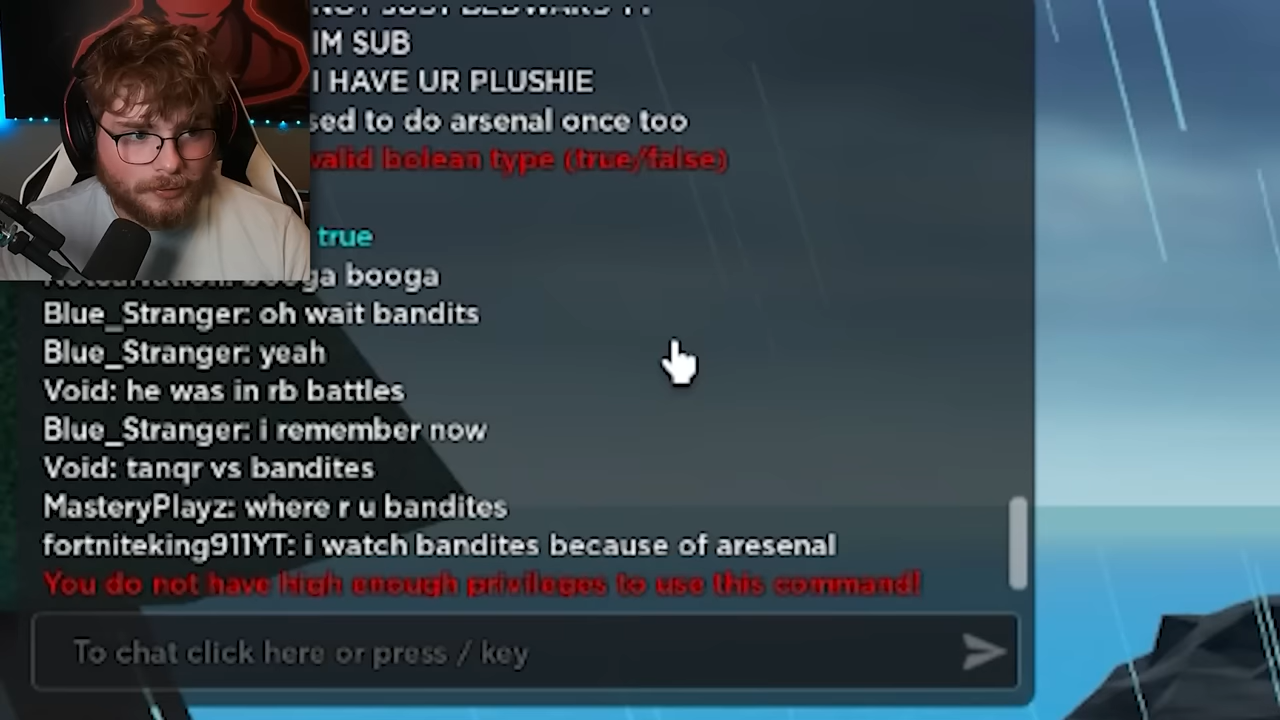 NOT JUST BEDWARS
IM SUB
I HAVE UR PLUSHIE
sed to do arsenal once too
valid bolean type (true/false)
true
booga booga
Blue_Stranger: oh wait bandits
Blue_Stranger: yeah
Void: he was in rb battles
Blue_Stranger: i remember now
Void: tanqr vs bandites
MasteryPlayz: where r u bandites
fortniteking911YT: i watch bandites because of aresenal
You do not have high enough privileges to use this command!
To chat click here or press / key